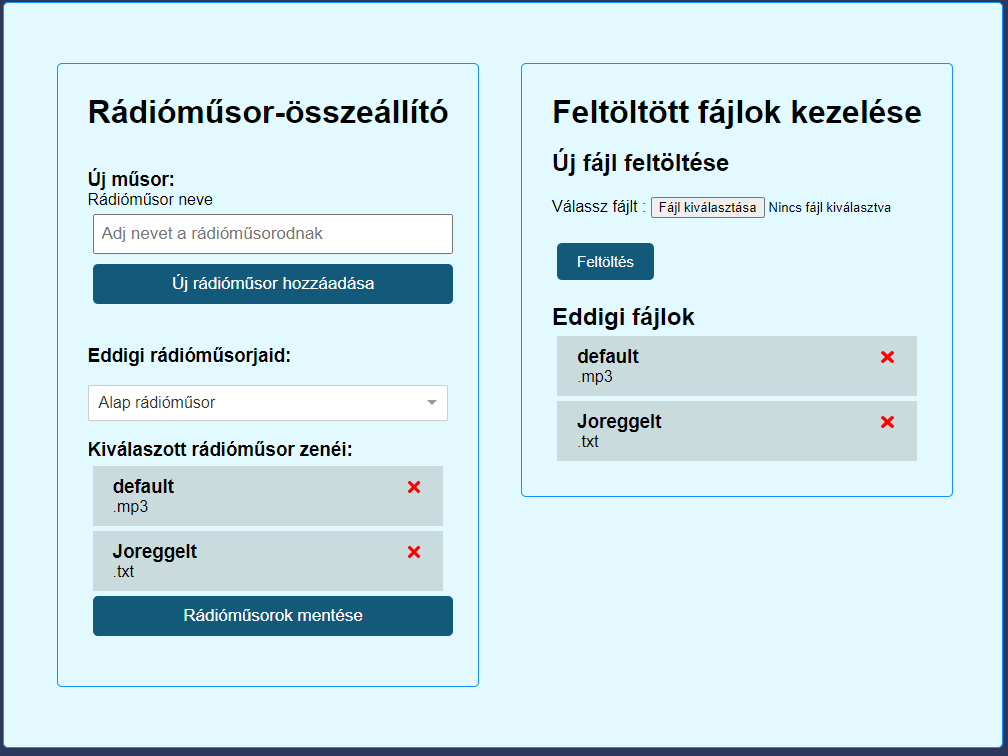 Rádióműsor-összeállító
Új műsor:
Rádióműsor neve
Adj nevet a rádióműsorodnak
Új rádióműsor hozzáadása
Eddigi rádióműsorjaid:
Alap rádióműsor
Kiválaszott rádióműsor zenéi:
default
.mp3
Joreggelt
.txt
Rádióműsorok mentése
Feltöltött fájlok kezelése
Új fájl feltöltése
Válassz fájlt : Fájl kiválasztása Nincs fájl kiválasztva
Feltöltés
Eddigi fájlok
default
.mp3
Joreggelt
.txt